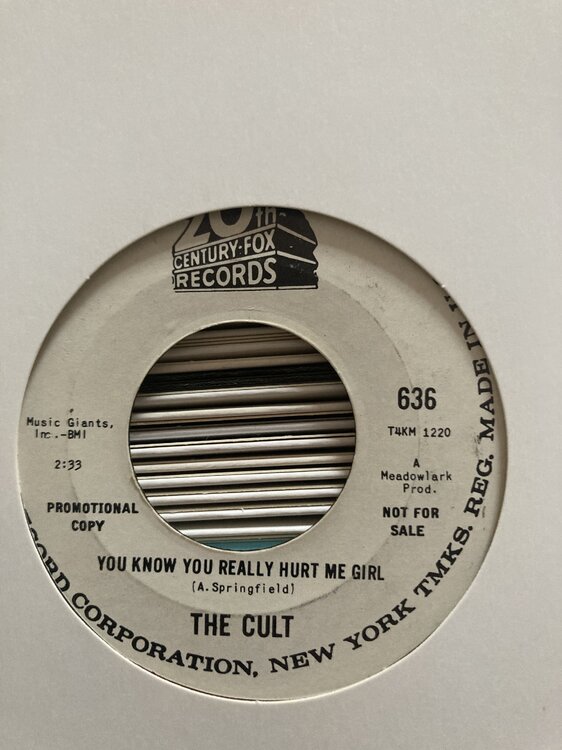 20th
CENTURY-FOX
RECORDS
636
Music Giants,
Inc.-BMI
T4KM 1220
2:33
A
Meadowlark
Prod.
PROMOTIONAL
COPY
NOT FOR
SALE
YOU KNOW YOU REALLY HURT ME GIRL
(A.Springfield)
THE CULT
CORPORATION, NEW YORK TMKS. REG. MADE IN